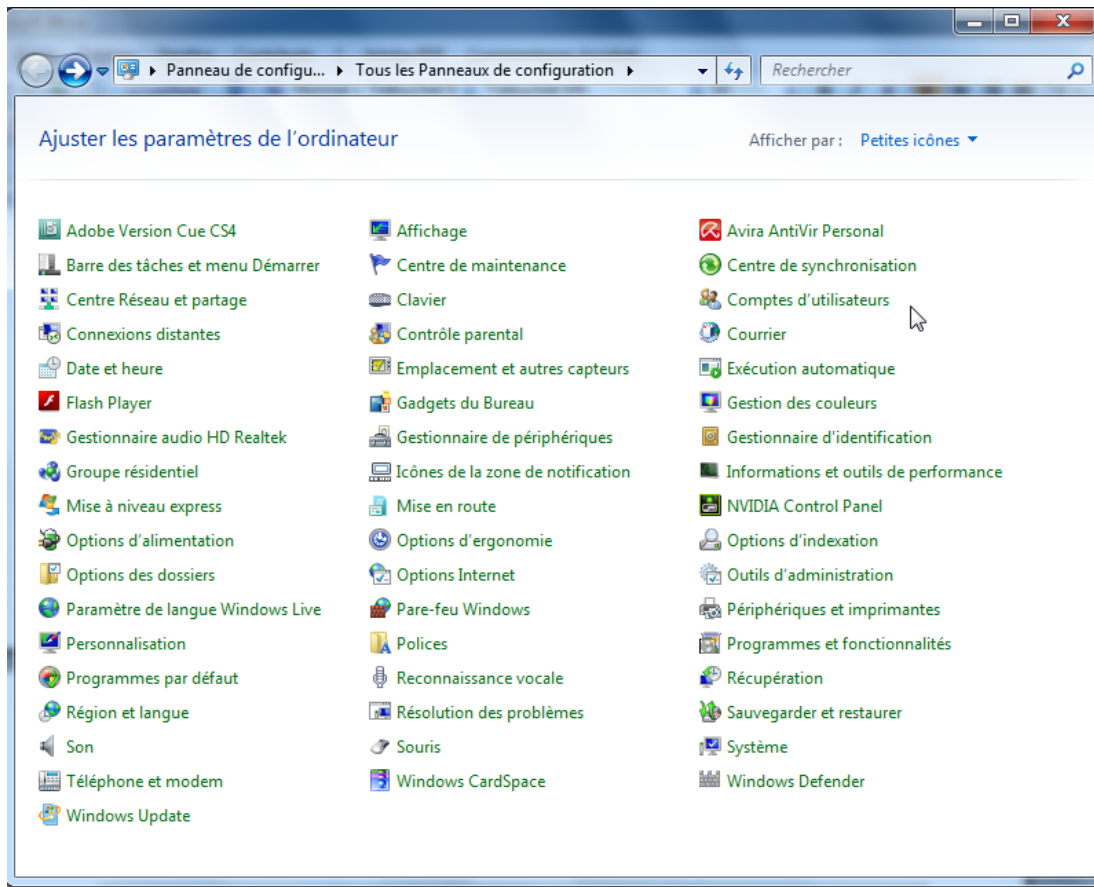 Panneau de configu... Tous les Panneaux de configuration Rechercher
Ajuster les paramètres de l'ordinateur Afficher par : Petites icônes
Adobe Version Cue CS4 Affichage Avira AntiVir Personal
Barre des tâches et menu Démarrer Centre de maintenance Centre de synchronisation
Centre Réseau et partage Clavier Comptes d'utilisateurs
Connexions distantes Contrôle parental Courrier
Date et heure Emplacement et autres capteurs Exécution automatique
Flash Player Gadgets du Bureau Gestion des couleurs
Gestionnaire audio HD Realtek Gestionnaire de périphériques Gestionnaire d'identification
Groupe résidentiel Icônes de la zone de notification Informations et outils de performance
Mise à niveau express Mise en route NVIDIA Control Panel
Options d'alimentation Options d'ergonomie Options d'indexation
Options des dossiers Options Internet Outils d'administration
Paramètre de langue Windows Live Pare-feu Windows Périphériques et imprimantes
Personnalisation Polices Programmes et fonctionnalités
Programmes par défaut Reconnaissance vocale Récupération
Région et langue Résolution des problèmes Sauvegarder et restaurer
Son Souris Système
Téléphone et modem Windows CardSpace Windows Defender
Windows Update